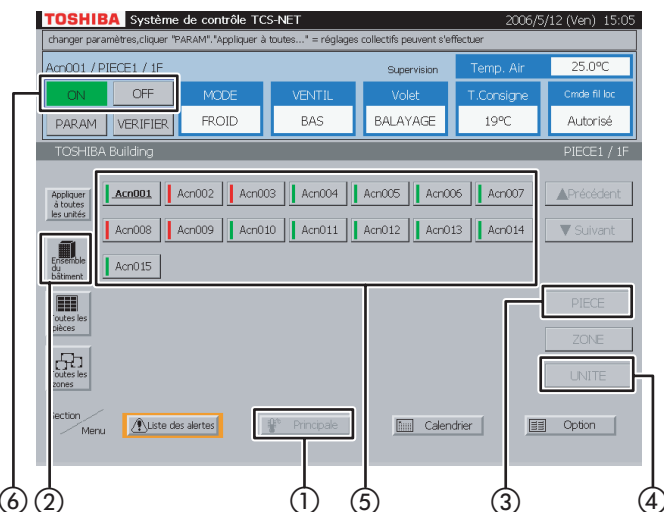 TOSHIBA Système de contrôle TCS-NET 2006/5/12 (Ven) 15:05
changer paramètres,cliquer "PARAM"."Appliquer à toutes..." = réglages collectifs peuvent s'effectuer
Acn001 / PIECE1 / 1F Supervision Temp. Air 25.0ºC
ON OFF MODE VENTIL Volet T.Consigne Cmde fil loc
PARAM VERIFIER FROID BAS BALAYAGE 19ºC Autorisé
TOSHIBA Building PIECE1 / 1F
Appliquer
à toutes
les unités
Acn001 Acn002 Acn003 Acn004 Acn005 Acn006 Acn007
▲Précédent
Acn008 Acn009 Acn010 Acn011 Acn012 Acn013 Acn014
▼ Suivant
Ensemble
du
bâtiment
Acn015
PIECE
outes les
pièces
ZONE
outes les
zones
UNITE
ection
Menu
Liste des alertes Principale Calendrier Option
⑥ ② ① ⑤ ③ ④